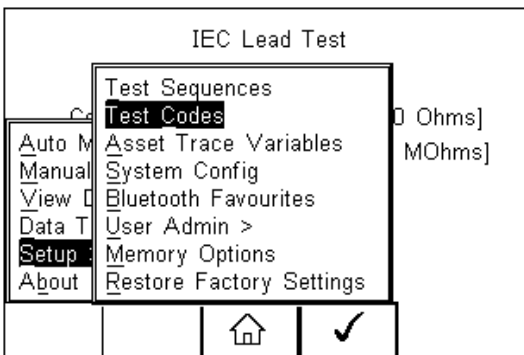 IEC Lead Test
Test Sequences
Test Codes
Asset Trace Variables
System Config
Bluetooth Favourites
User Admin >
Memory Options
Restore Factory Settings
Ohms]
MOhms]
Auto
Manual
View
Data
Setup
About